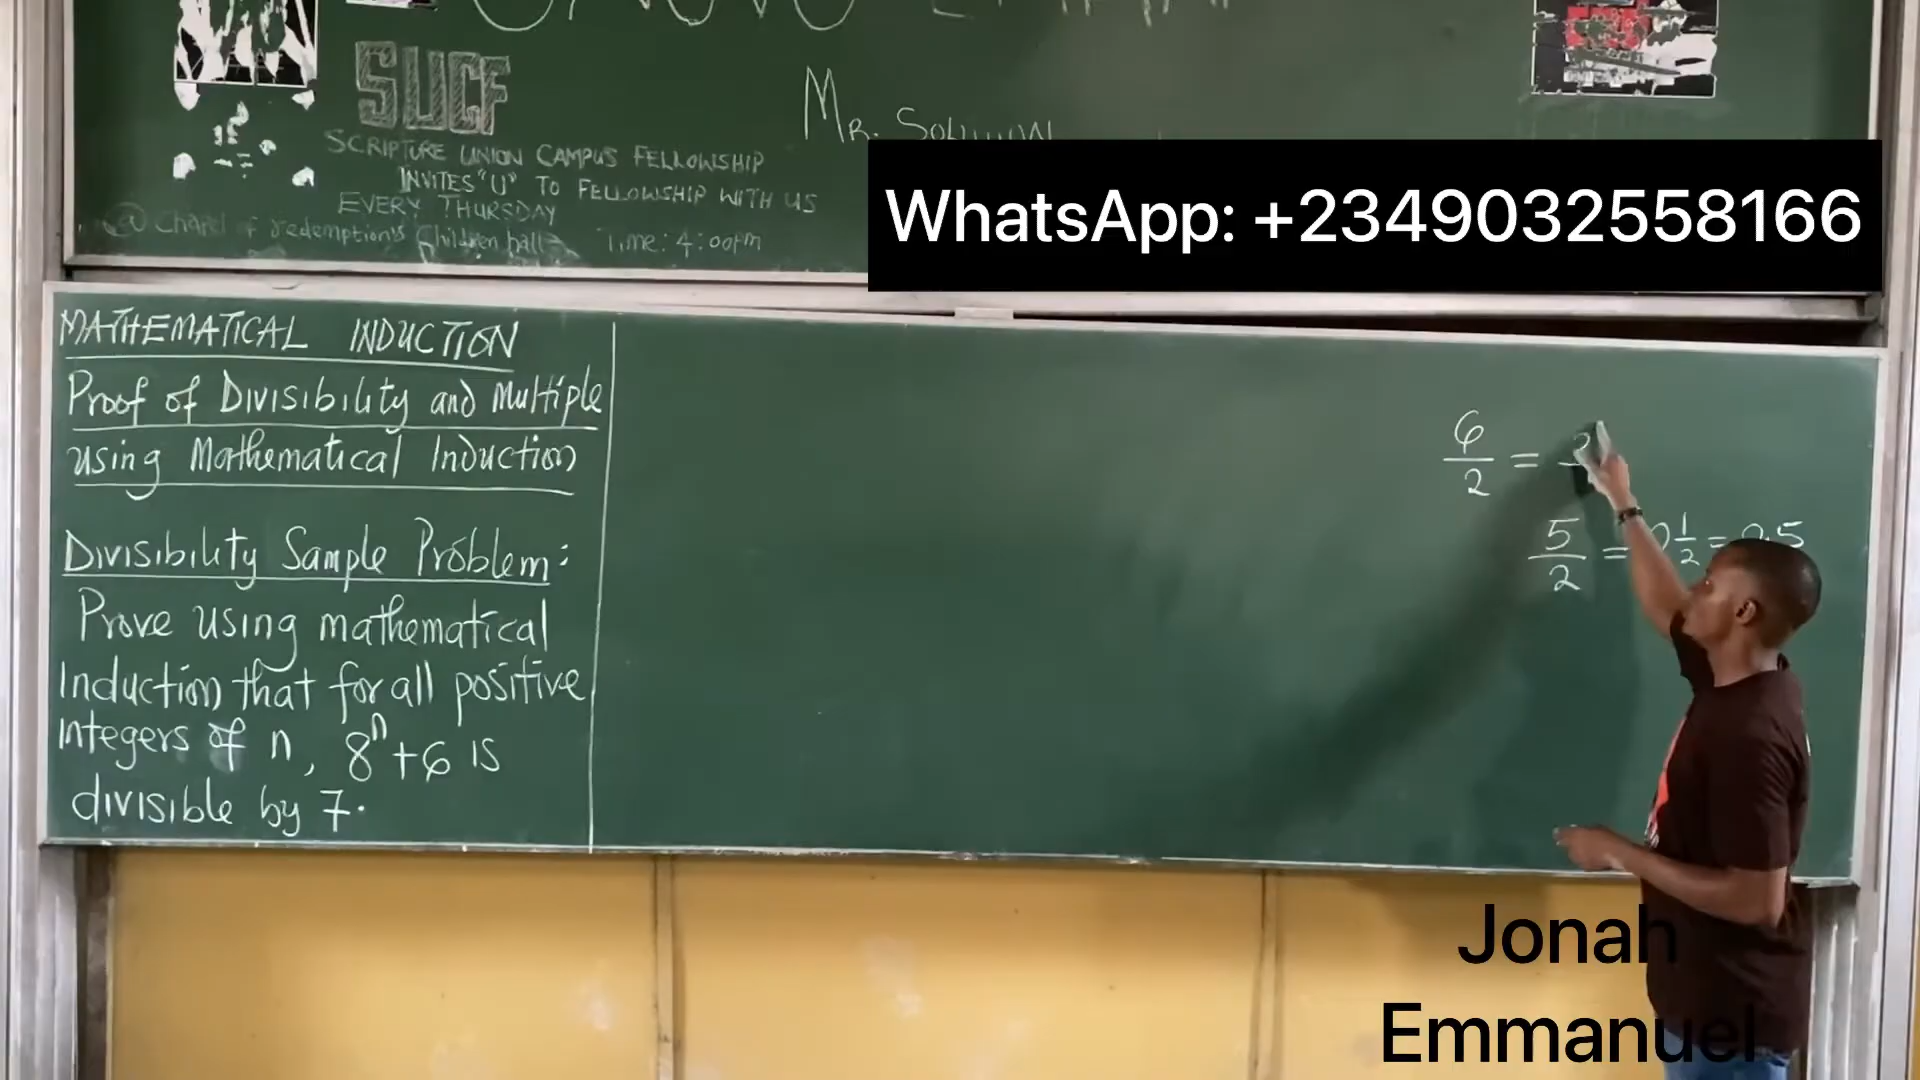 SUCF
SCRIPTURE UNION CAMPUS FELLOWSHIP
INVITES "U" TO FELLOWSHIP WITH US
EVERY THURSDAY
@ Chapel of redemption's Children hall Time: 4:00pm
MR. SOLUTION
WhatsApp: +2349032558166
MATHEMATICAL INDUCTION
Proof of Divisibility and Multiple
using Mathematical Induction
Divisibility Sample Problem:
Prove using mathematical
Induction that for all positive
Integers of n, 8ⁿ+6 is
divisible by 7.
6/2 =
5/2 = 2 1/2 = 2.5
Jonah
Emmanuel